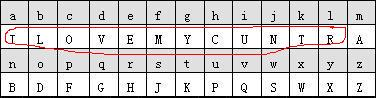 a b c d e f g h i j k l m
I L O V E M Y C U N T R A
n o p q r s t u v w x y z
B D F G H J K P Q S W X Z